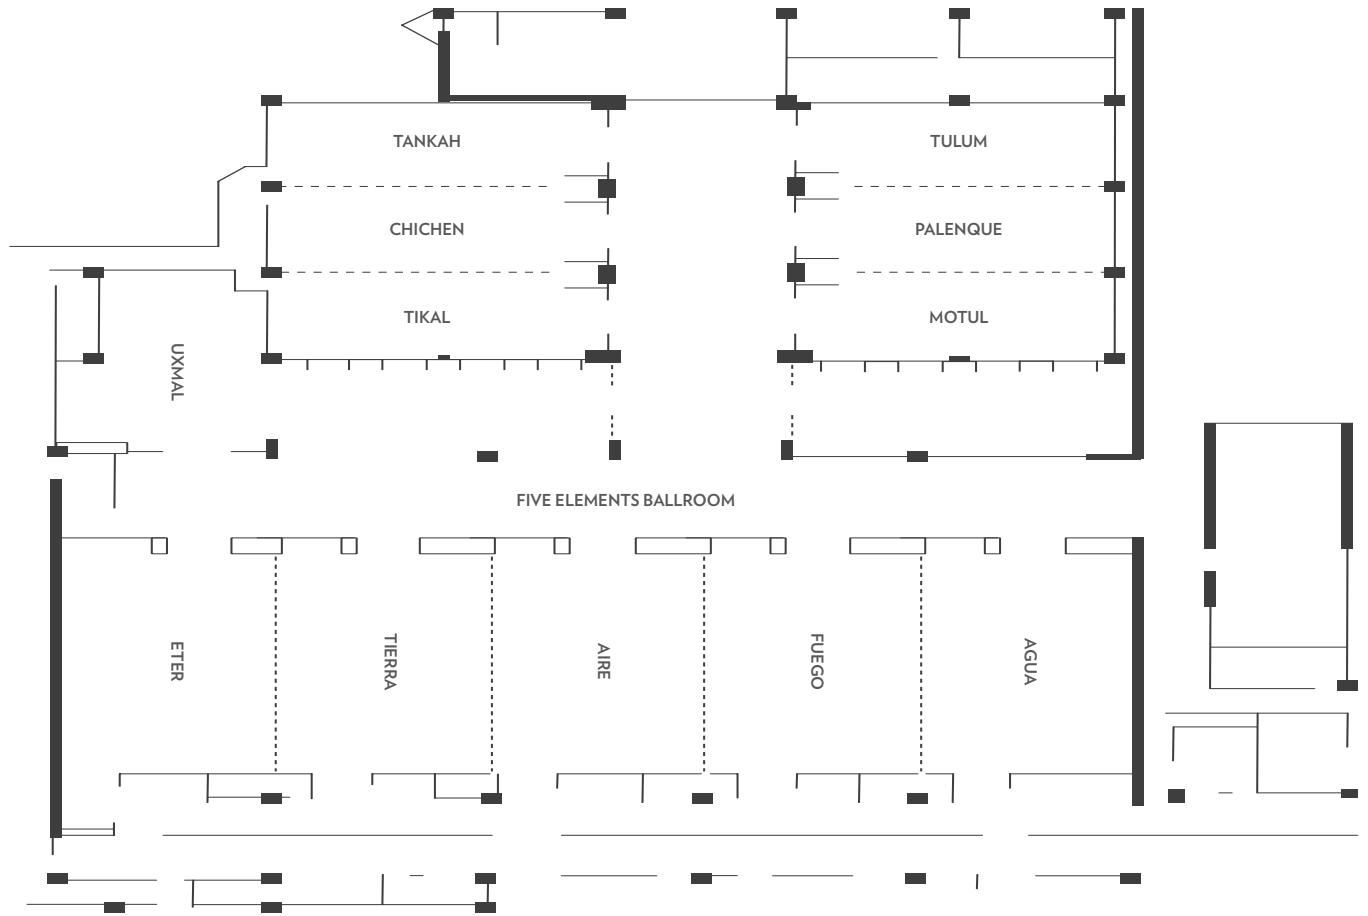 TANKAH
TULUM
CHICHEN
PALENQUE
TIKAL
MOTUL
UXMAL
FIVE ELEMENTS BALLROOM
ETER
TIERRA
AIRE
FUEGO
AGUA